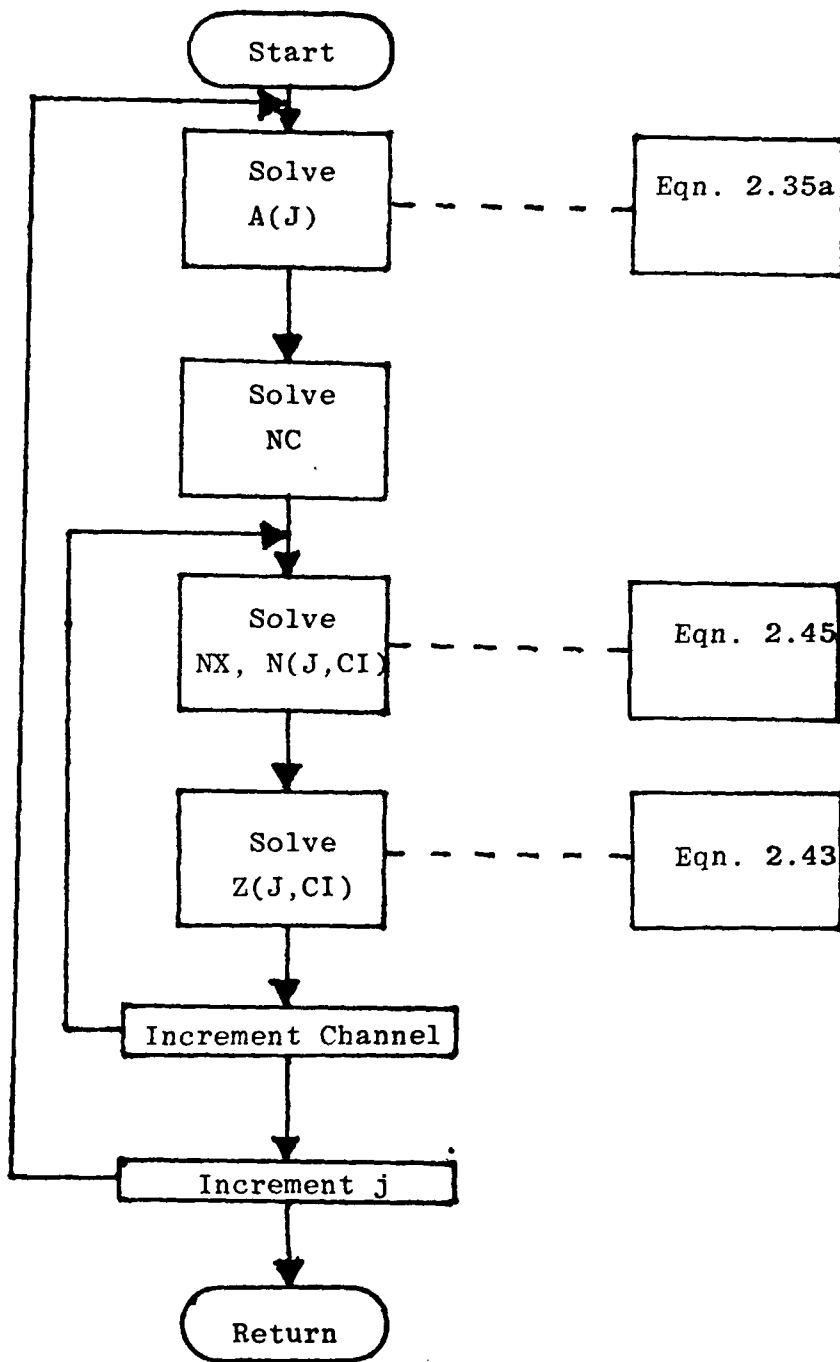 Start
Solve
A(J)
Eqn. 2.35a
Solve
NC
Solve
NX, N(J,CI)
Eqn. 2.45
Solve
Z(J,CI)
Eqn. 2.43
Increment Channel
Increment j
Return